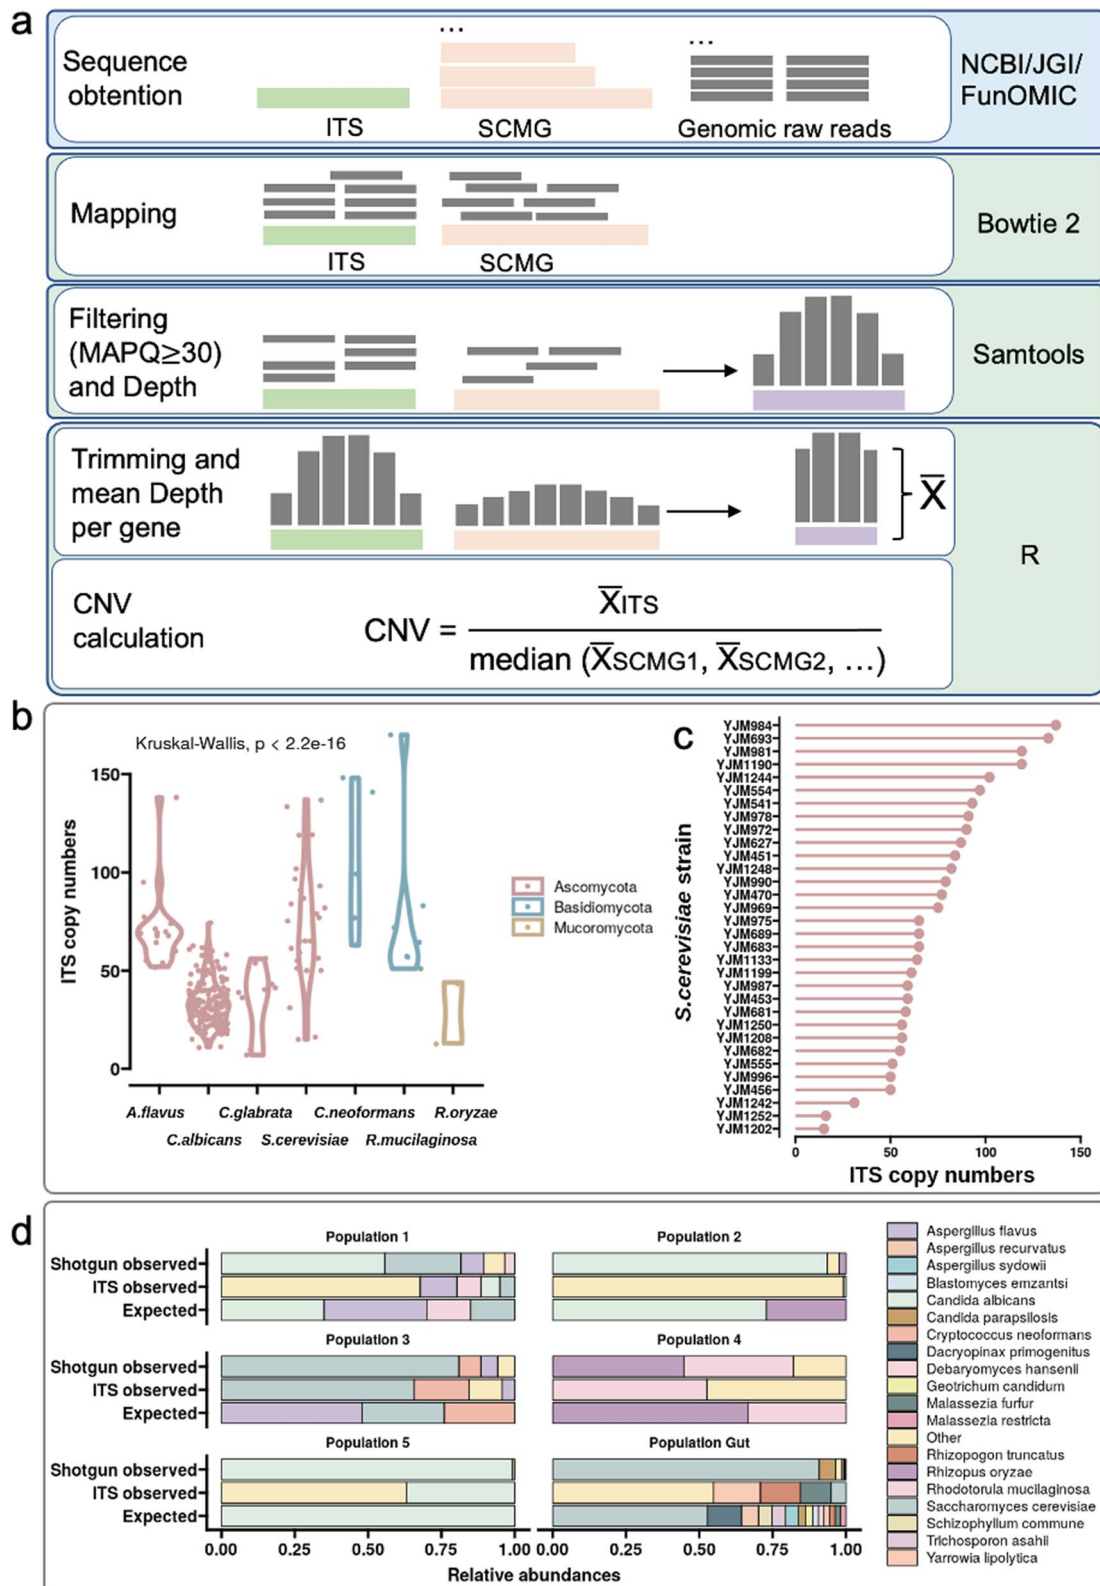 a
Sequence
obtention
...
...
ITS
SCMG
Genomic raw reads
NCBI/JGI/
FunOMIC
Mapping
ITS
SCMG
Bowtie 2
Filtering
(MAPQ≥30)
and Depth
Samtools
Trimming and
mean Depth
per gene
X̅
R
CNV
calculation
CNV =
X̅ITS
median (X̅SCMG1, X̅SCMG2, ...)
b
Kruskal-Wallis, p < 2.2e-16
ITS copy numbers
150
100
50
0
A.flavus
C.glabrata
C.neoformans
R.oryzae
C.albicans
S.cerevisiae
R.mucilaginosa
Ascomycota
Basidiomycota
Mucoromycota
c
S.cerevisiae strain
YJM984
YJM693
YJM981
YJM1190
YJM1244
YJM554
YJM541
YJM978
YJM972
YJM627
YJM451
YJM1248
YJM990
YJM470
YJM969
YJM975
YJM689
YJM683
YJM1133
YJM1199
YJM987
YJM453
YJM681
YJM1250
YJM1208
YJM682
YJM555
YJM996
YJM456
YJM1242
YJM1252
YJM1202
0 50 100 150
ITS copy numbers
d
Population 1
Population 2
Shotgun observed
ITS observed
Expected
Population 3
Population 4
Shotgun observed
ITS observed
Expected
Population 5
Population Gut
Shotgun observed
ITS observed
Expected
0.00 0.25 0.50 0.75 1.00
0.00 0.25 0.50 0.75 1.00
Relative abundances
Aspergillus flavus
Aspergillus recurvatus
Aspergillus sydowii
Blastomyces emzantsi
Candida albicans
Candida parapsilosis
Cryptococcus neoformans
Dacryopinax primogenitus
Debaryomyces hansenii
Geotrichum candidum
Malassezia furfur
Malassezia restricta
Other
Rhizopogon truncatus
Rhizopus oryzae
Rhodotorula mucilaginosa
Saccharomyces cerevisiae
Schizophyllum commune
Trichosporon asahii
Yarrowia lipolytica